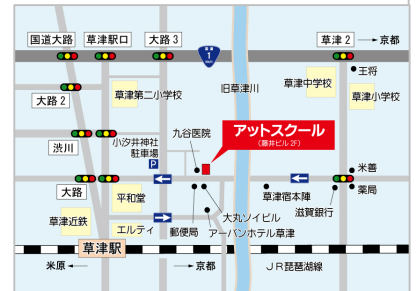 国道大路
草津駅口
大路3
国道
1
草津2
→京都
王将
大路2
草津第二小学校
旧草津川
草津中学校
草津小学校
渋川
小汐井神社
駐車場
P
九谷医院
アットスクール
(藤井ビル2F)
米善
大路
平和堂
草津宿本陣
薬局
滋賀銀行
草津近鉄
エルティ
郵便局
大丸ソイビル
アーバンホテル草津
草津駅
米原←
→京都
JR琵琶湖線